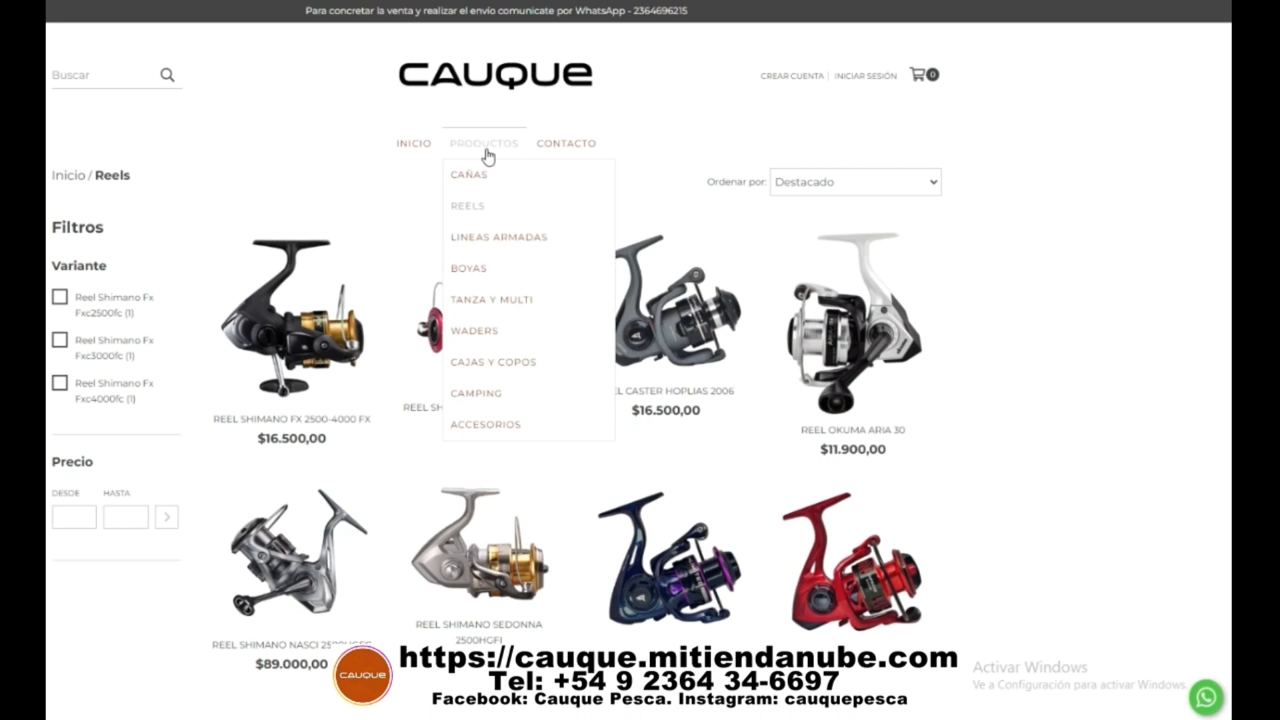 Para concretar la venta y realizar el envío comunicate por WhatsApp - 2364696215
Buscar
CAUQUE
CREAR CUENTA | INICIAR SESIÓN
0
INICIO
PRODUCTOS
CONTACTO
CAÑAS
REELS
LINEAS ARMADAS
BOYAS
TANZA Y MULTI
WADERS
CAJAS Y COPOS
CAMPING
ACCESORIOS
Inicio / Reels
Ordenar por:
Destacado
Filtros
Variante
Reel Shimano Fx
Fxc2500fc (1)
Reel Shimano Fx
Fxc3000fc (1)
Reel Shimano Fx
Fxc4000fc (1)
Precio
DESDE
HASTA
REEL SHIMANO FX 2500-4000 FX
$16.500,00
REEL SH
EL CASTER HOPLIAS 2006
$16.500,00
REEL OKUMA ARIA 30
$11.900,00
REEL SHIMANO NASCI
$89.000,00
REEL SHIMANO SEDONNA
2500HGFI
CAUQUE
https://cauque.mitiendanube.com
Tel: +54 9 2364 34-6697
Facebook: Cauque Pesca. Instagram: cauquepesca
Activar Windows
Ve a Configuración para activar Windows.